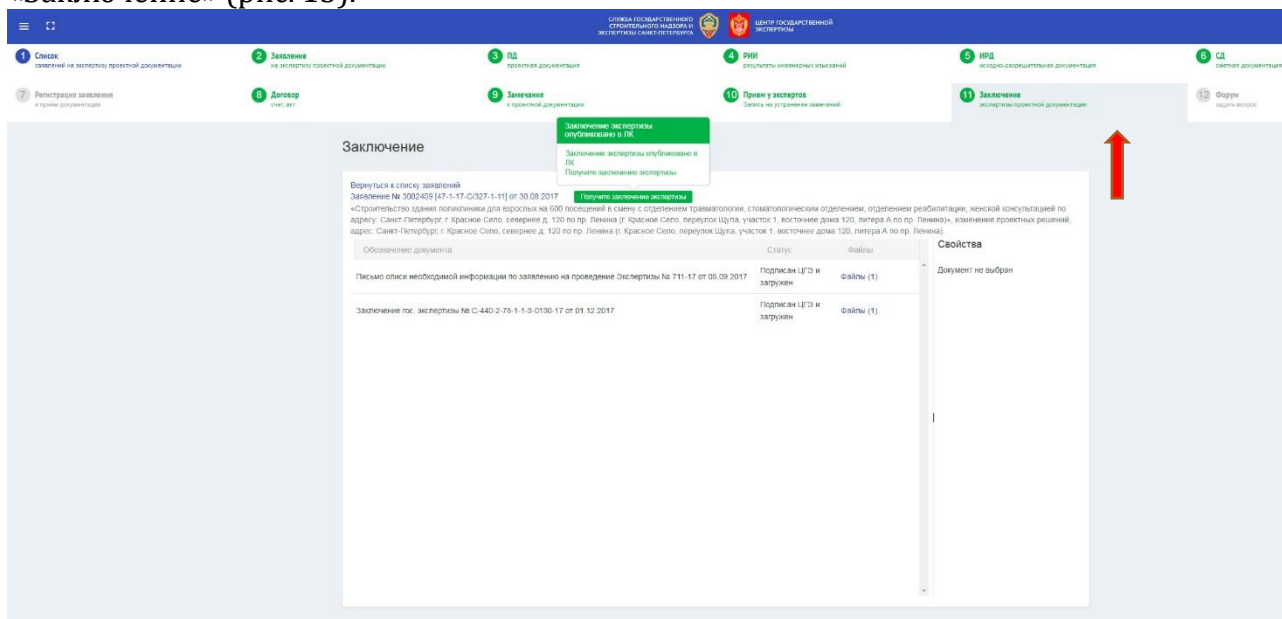 «Заключение» (рис. 18).
СЛУЖБА ГОСУДАРСТВЕННОГО
СТРОИТЕЛЬНОГО НАДЗОРА И
ЭКСПЕРТИЗЫ САНКТ-ПЕТЕРБУРГА
ЦЕНТР ГОСУДАРСТВЕННОЙ
ЭКСПЕРТИЗЫ
1 Список
заявлений на экспертизу проектной документации
2 Заявление
на экспертизу проектной документации
3 ПД
проектная документация
4 РИИ
результаты инженерных изысканий
5 ИРД
исходно-разрешительная документация
6 СД
сметная документация
7 Регистрация заявления
и приём документации
8 Договор
счет, акт
9 Замечания
к проектной документации
10 Прием у экспертов
Запись на устранение замечаний
11 Заключение
экспертизы проектной документации
12 Форум
задать вопрос
Заключение экспертизы
опубликовано в ЛК
Заключение экспертизы опубликовано в
ЛК
Получите заключение экспертизы
Заключение
Вернуться к списку заявлений
Заявление № 3002409 [47-1-17-С/327-1-11] от 30.08.2017 Получите заключение экспертизы
«Строительство здания поликлиники для взрослых на 600 посещений в смену с отделением травматологии, стоматологическим отделением, отделением реабилитации, женской консультацией по
адресу: Санкт-Петербург, г. Красное Село, севернее д. 120 по пр. Ленина (г. Красное Село, переулок Щупа, участок 1, восточнее дома 120, литера А по пр. Ленина)», изменение проектных решений,
адрес: Санкт-Петербург, г. Красное Село, севернее д. 120 по пр. Ленина (г. Красное Село, переулок Щупа, участок 1, восточнее дома 120, литера А по пр. Ленина).
Обозначение документа Статус Файлы
Свойства
Документ не выбран
Письмо описи необходимой информации по заявлению на проведение Экспертизы № 711-17 от 05.09.2017 Подписан ЦГЭ и
загружен Файлы (1)
Заключение гос. экспертизы № С-440-2-78-1-1-3-0130-17 от 01.12.2017 Подписан ЦГЭ и
загружен Файлы (1)